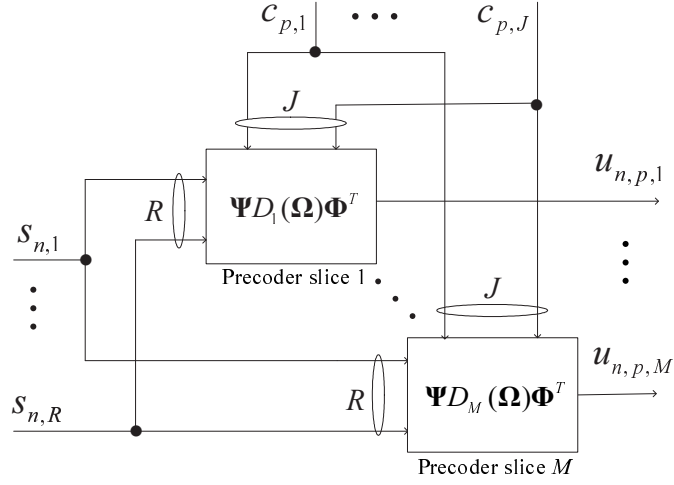 c_{p,1} ••• c_{p,J}
J
R
ΨD_1(Ω)Φ^T
u_{n,p,1}
s_{n,1}
Precoder slice 1
J
R
ΨD_M(Ω)Φ^T
u_{n,p,M}
s_{n,R}
Precoder slice M